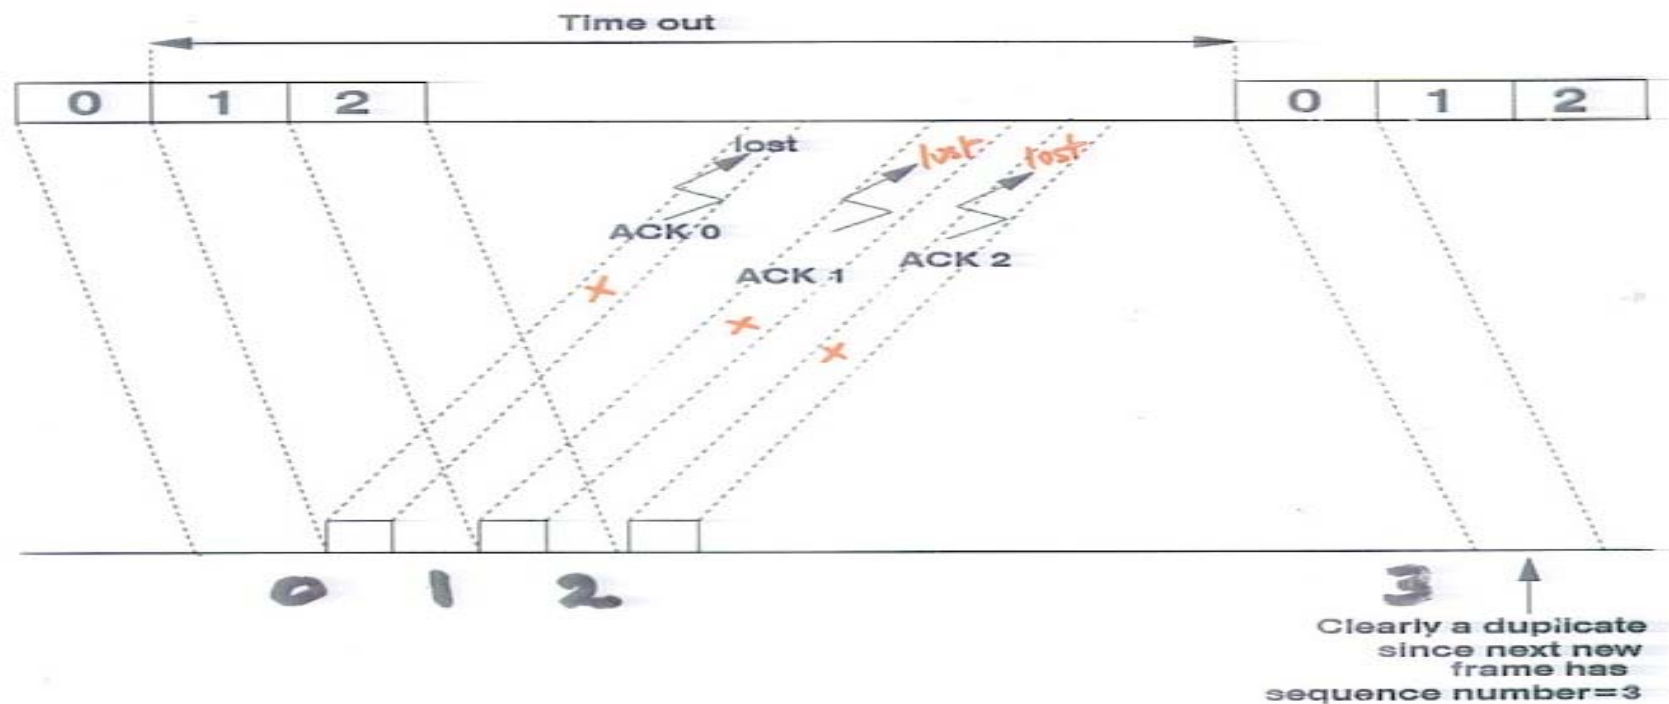 Time out
0 1 2 0 1 2
lost lost lost
ACK 0
ACK 1 ACK 2
0 1 2 3
Clearly a duplicate
since next new
frame has
sequence number=3